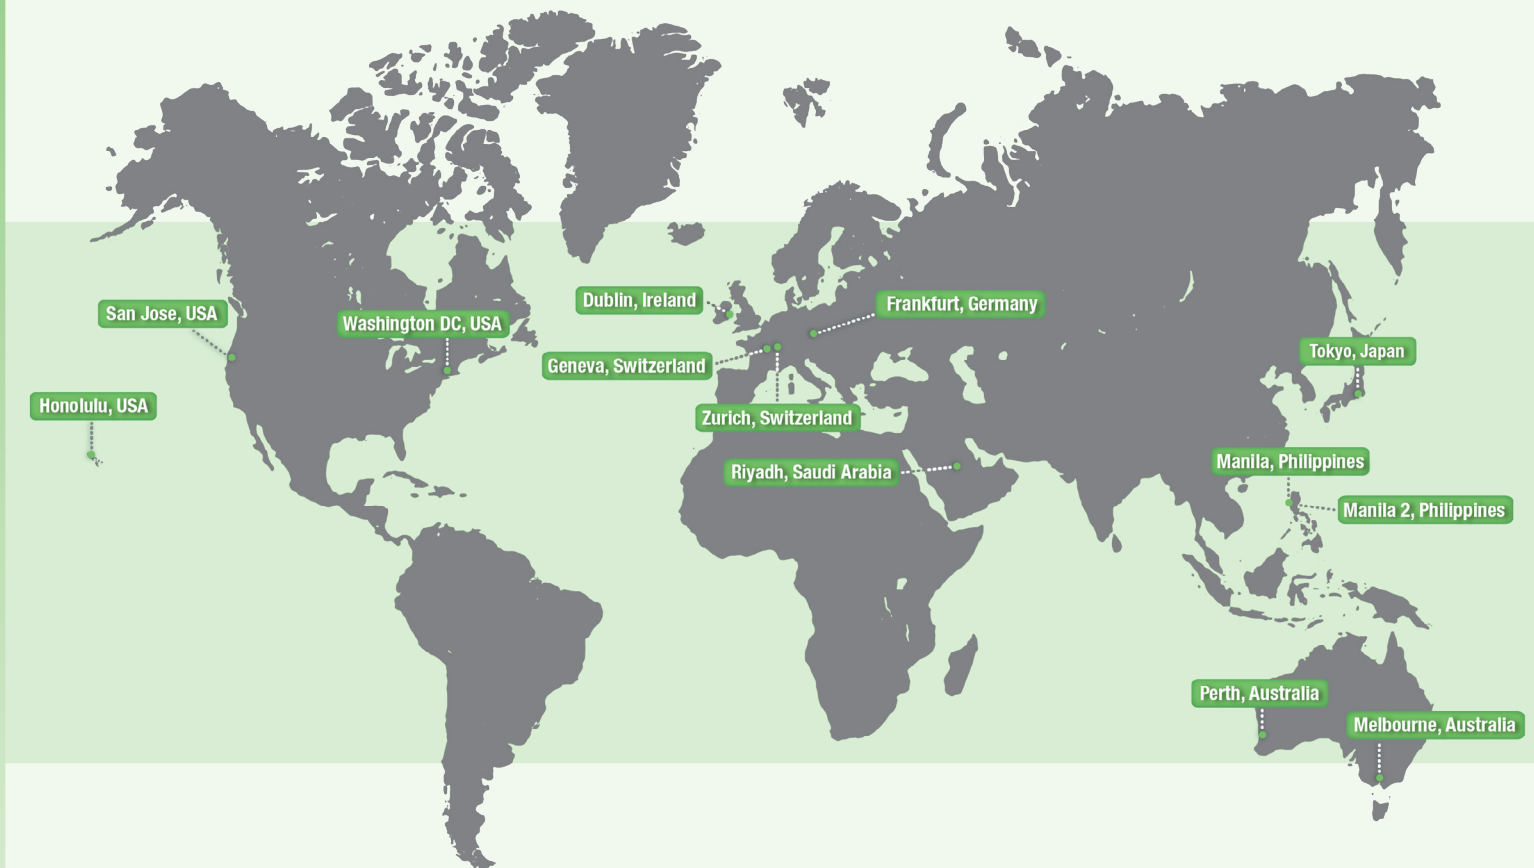 Dublin, Ireland
Frankfurt, Germany
San Jose, USA
Washington DC, USA
Tokyo, Japan
Geneva, Switzerland
Honolulu, USA
Zurich, Switzerland
Manila, Philippines
Riyadh, Saudi Arabia
Manila 2, Philippines
Perth, Australia
Melbourne, Australia